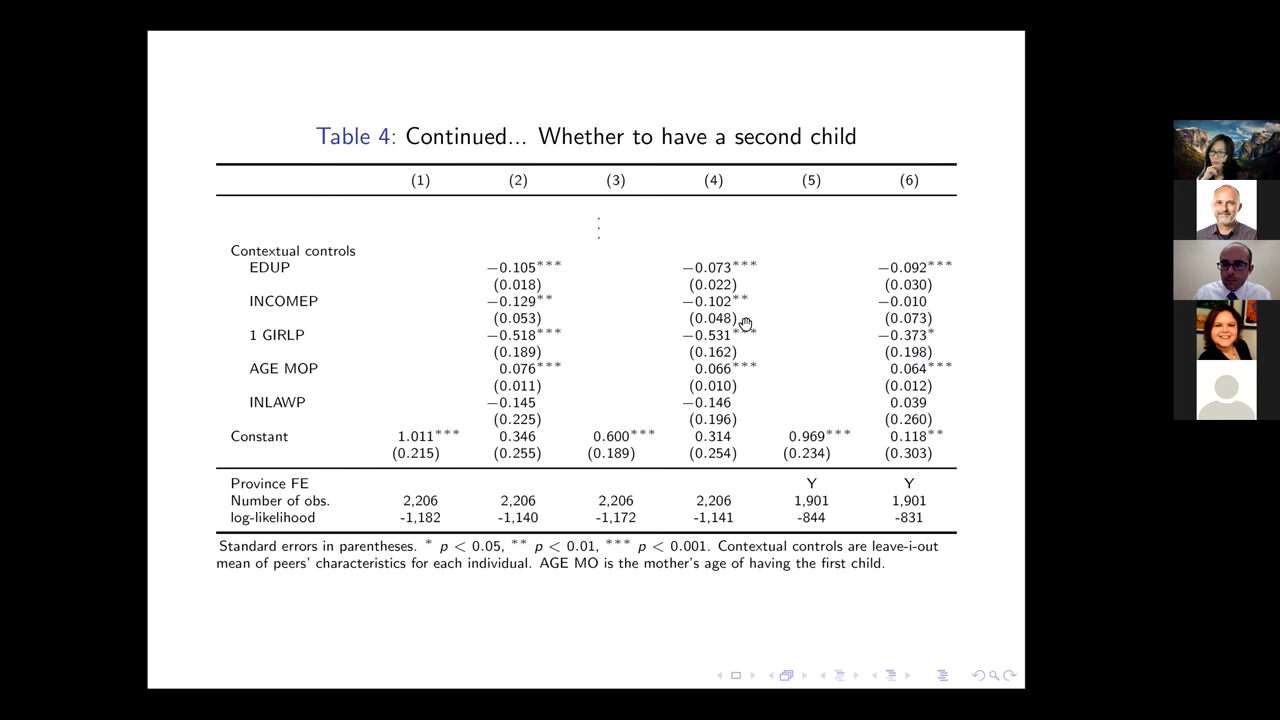 Table 4: Continued... Whether to have a second child
(1) (2) (3) (4) (5) (6)
Contextual controls
EDUP −0.105*** −0.073*** −0.092***
(0.018) (0.022) (0.030)
INCOMEP −0.129** −0.102** −0.010
(0.053) (0.048) (0.073)
1 GIRLP −0.518*** −0.531*** −0.373*
(0.189) (0.162) (0.198)
AGE MOP 0.076*** 0.066*** 0.064***
(0.011) (0.010) (0.012)
INLAWP −0.145 −0.146 0.039
(0.225) (0.196) (0.260)
Constant 1.011*** 0.346 0.600*** 0.314 0.969*** 0.118**
(0.215) (0.255) (0.189) (0.254) (0.234) (0.303)
Province FE Y Y
Number of obs. 2,206 2,206 2,206 2,206 1,901 1,901
log-likelihood -1,182 -1,140 -1,172 -1,141 -844 -831
Standard errors in parentheses. * p < 0.05, ** p < 0.01, *** p < 0.001. Contextual controls are leave-i-out
mean of peers' characteristics for each individual. AGE MO is the mother's age of having the first child.